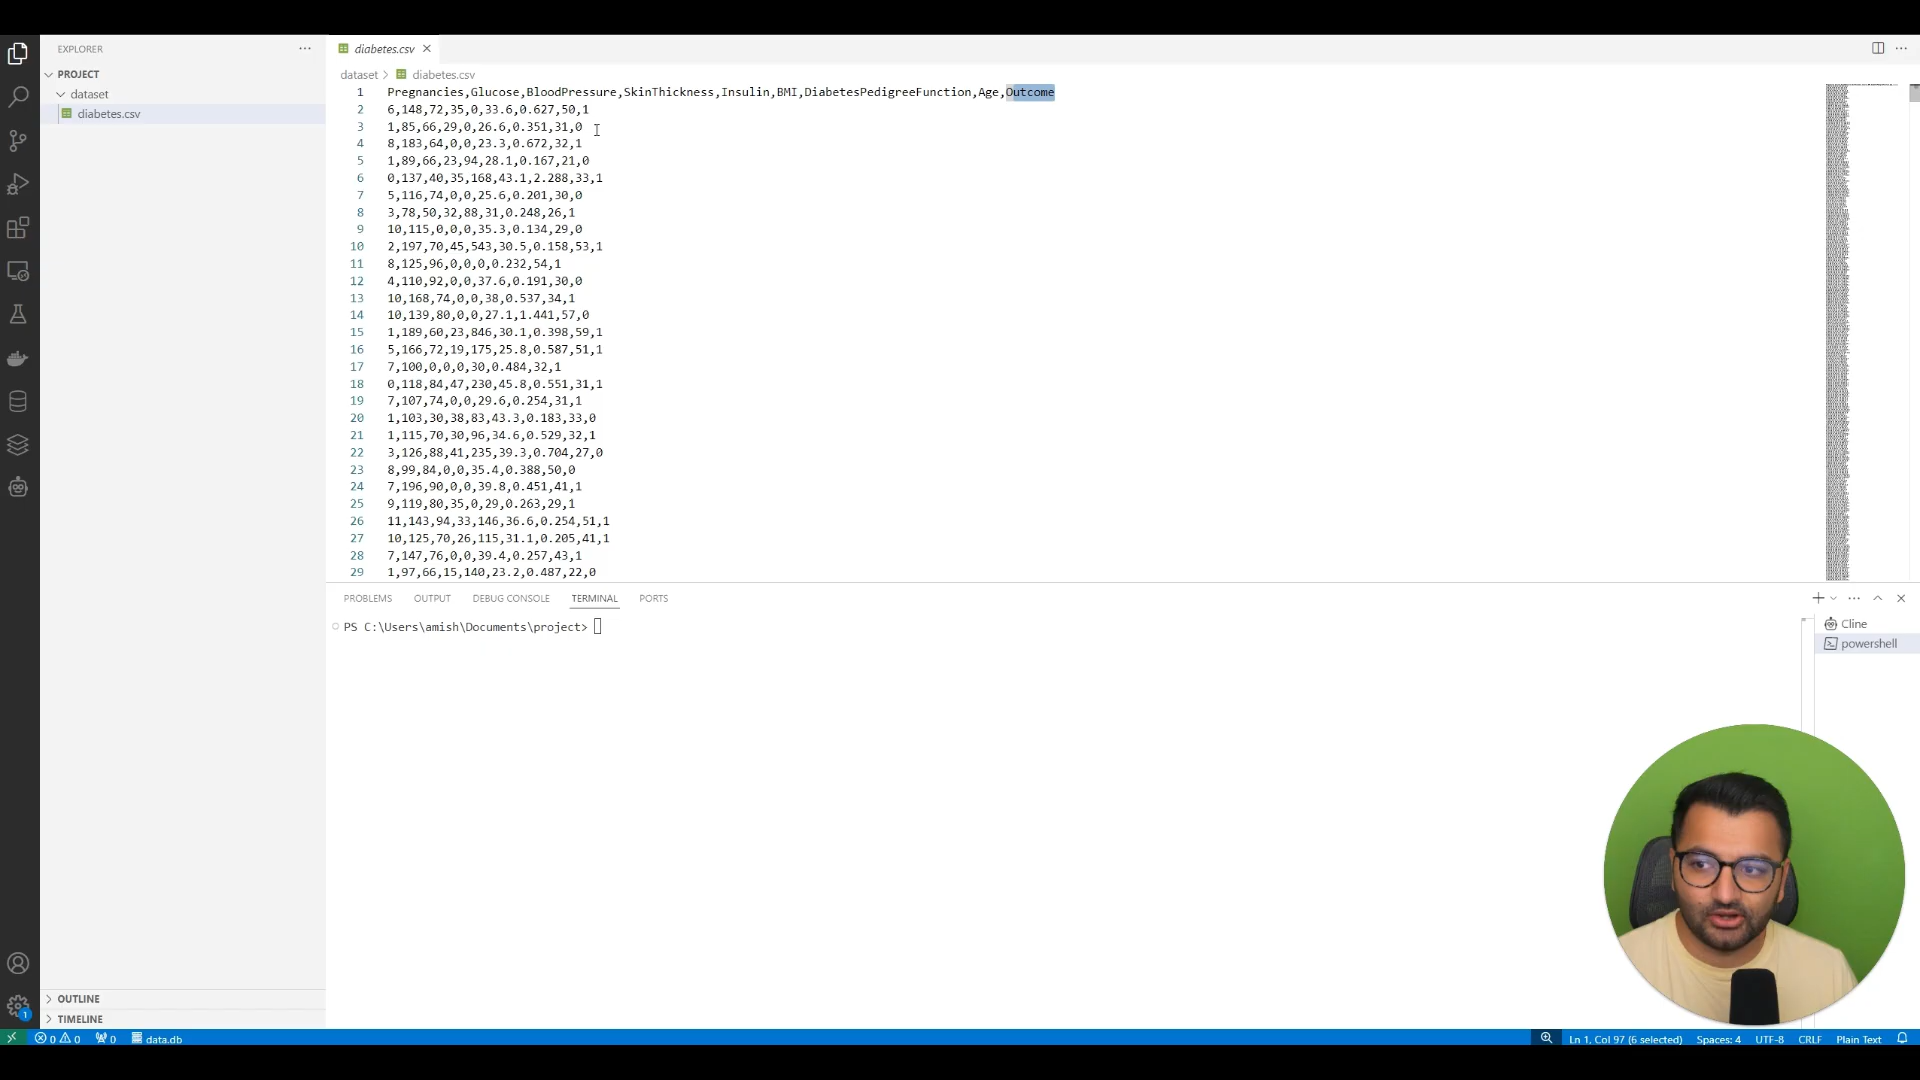 EXPLORER
PROJECT
dataset
diabetes.csv
diabetes.csv
dataset > diabetes.csv
1 Pregnancies,Glucose,BloodPressure,SkinThickness,Insulin,BMI,DiabetesPedigreeFunction,Age,Outcome
2 6,148,72,35,0,33.6,0.627,50,1
3 1,85,66,29,0,26.6,0.351,31,0
4 8,183,64,0,0,23.3,0.672,32,1
5 1,89,66,23,94,28.1,0.167,21,0
6 0,137,40,35,168,43.1,2.288,33,1
7 5,116,74,0,0,25.6,0.201,30,0
8 3,78,50,32,88,31,0.248,26,1
9 10,115,0,0,0,35.3,0.134,29,0
10 2,197,70,45,543,30.5,0.158,53,1
11 8,125,96,0,0,0,0.232,54,1
12 4,110,92,0,0,37.6,0.191,30,0
13 10,168,74,0,0,38,0.537,34,1
14 10,139,80,0,0,27.1,1.441,57,0
15 1,189,60,23,846,30.1,0.398,59,1
16 5,166,72,19,175,25.8,0.587,51,1
17 7,100,0,0,0,30,0.484,32,1
18 0,118,84,47,230,45.8,0.551,31,1
19 7,107,74,0,0,29.6,0.254,31,1
20 1,103,30,38,83,43.3,0.183,33,0
21 1,115,70,30,96,34.6,0.529,32,1
22 3,126,88,41,235,39.3,0.704,27,0
23 8,99,84,0,0,35.4,0.388,50,0
24 7,196,90,0,0,39.8,0.451,41,1
25 9,119,80,35,0,29,0.263,29,1
26 11,143,94,33,146,36.6,0.254,51,1
27 10,125,70,26,115,31.1,0.205,41,1
28 7,147,76,0,0,39.4,0.257,43,1
29 1,97,66,15,140,23.2,0.487,22,0
PROBLEMS OUTPUT DEBUG CONSOLE TERMINAL PORTS
PS C:\Users\amish\Documents\project>
Cline
powershell
OUTLINE
TIMELINE
1
0 0 0 data.db
Ln 1, Col 97 (6 selected) Spaces: 4 UTF-8 CRLF Plain Text